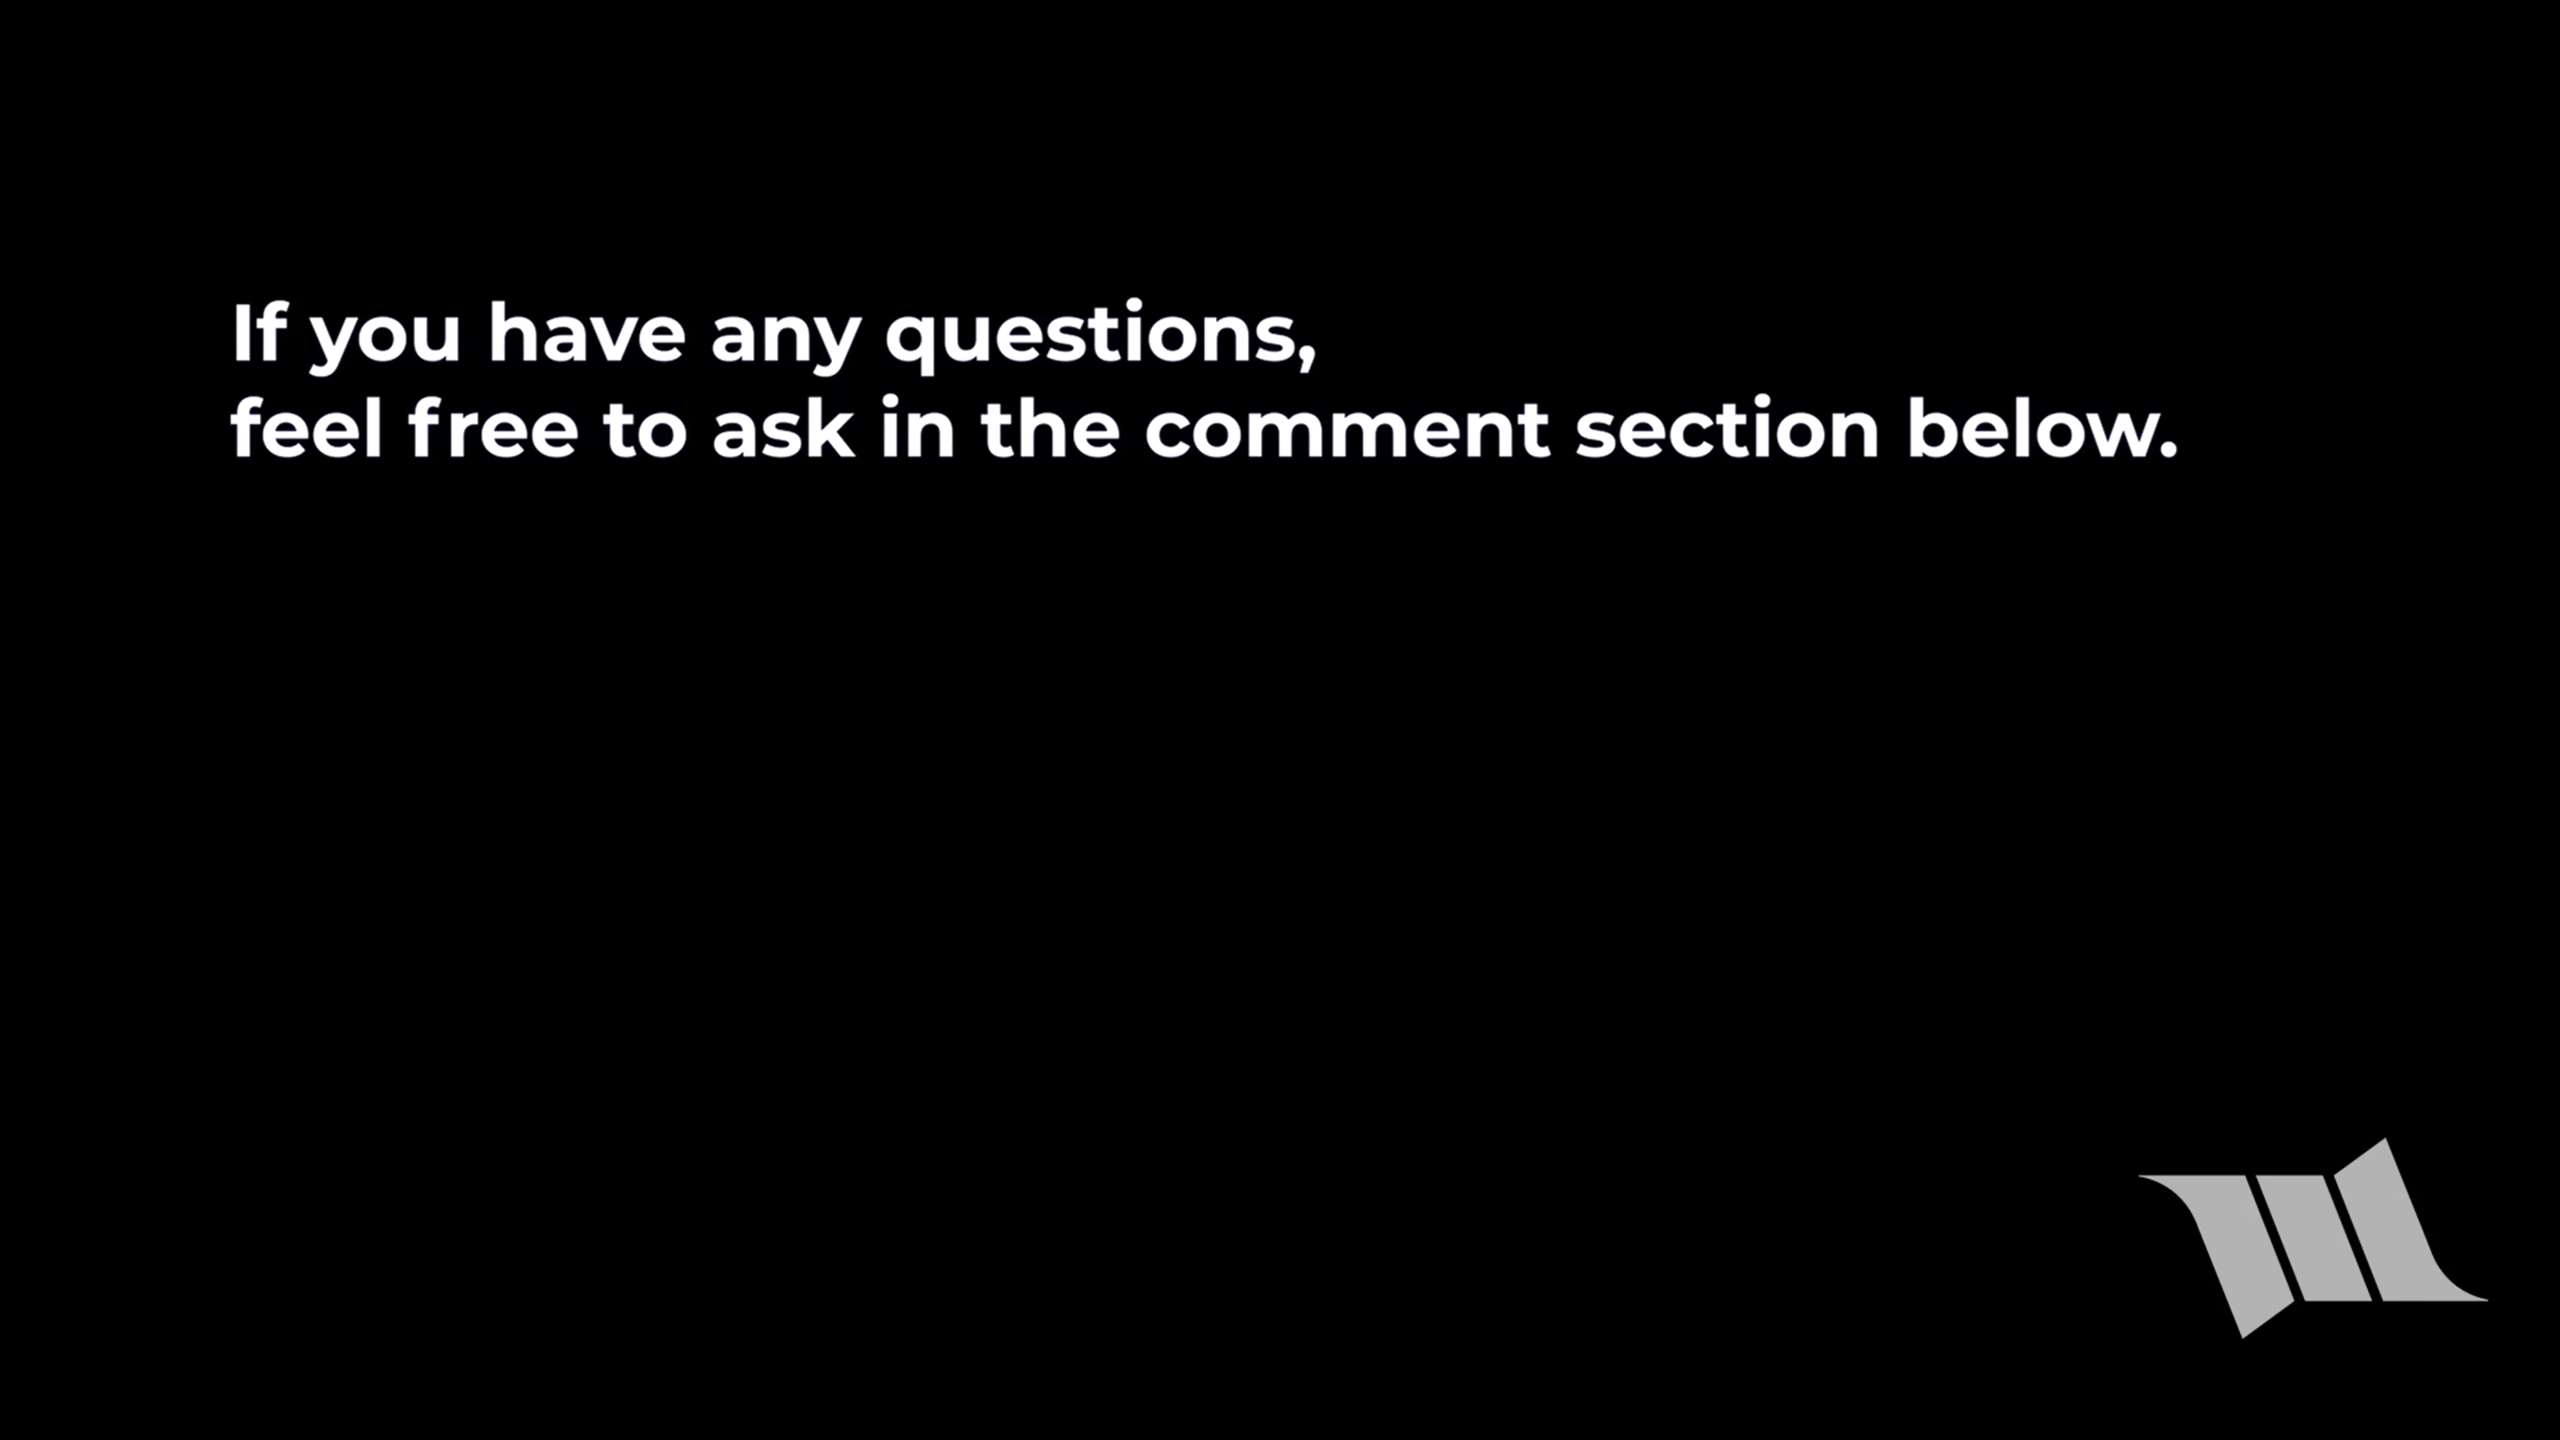 If you have any questions,
feel free to ask in the comment section below.